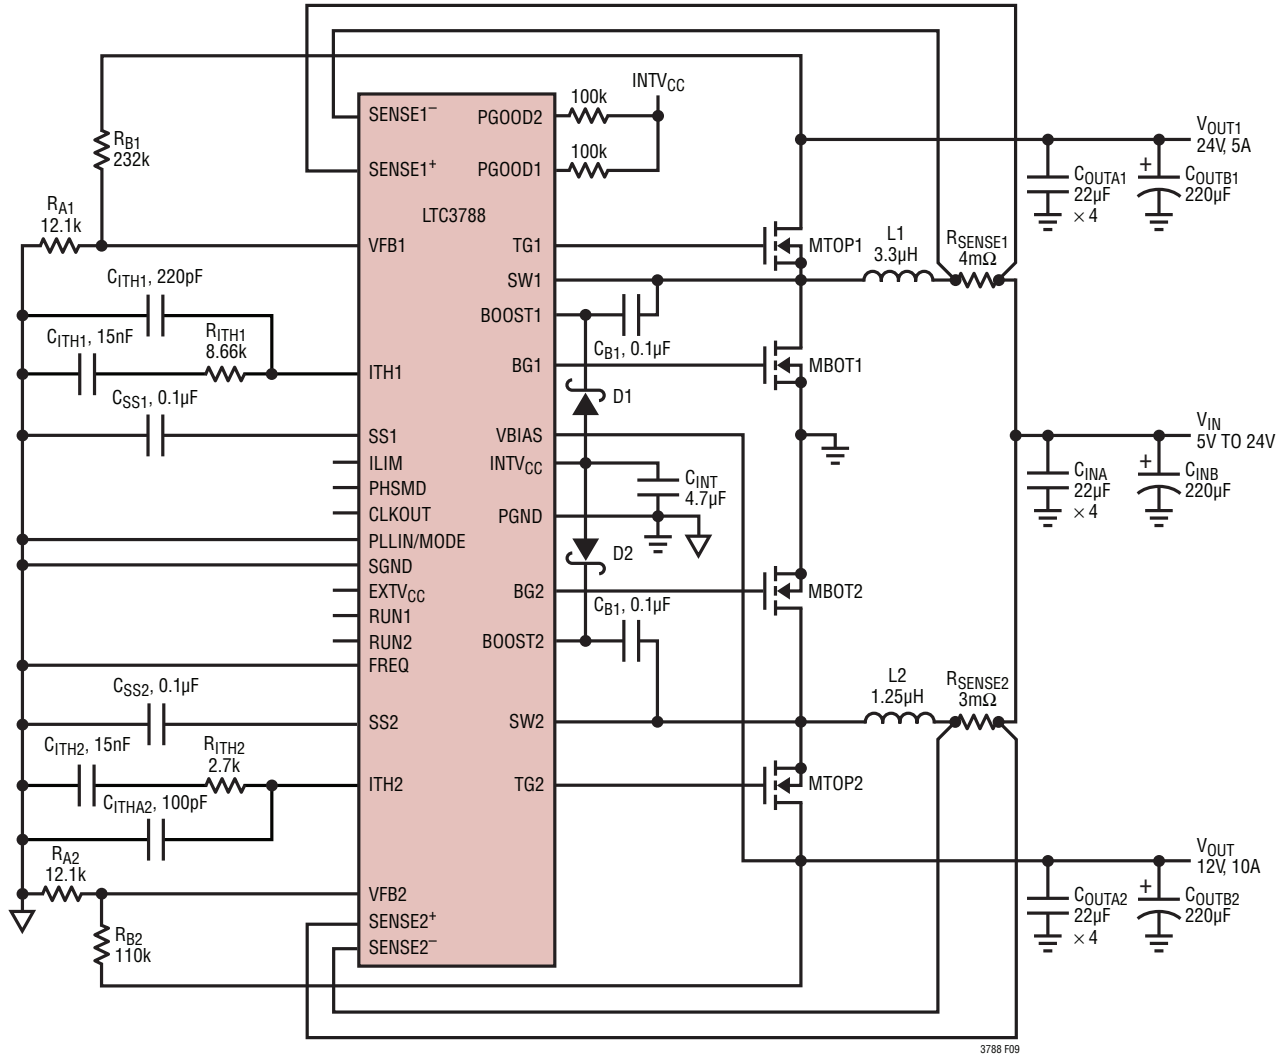 INTVCC
100k
100k
SENSE1–
SENSE1+
PGOOD2
PGOOD1
LTC3788
RB1
232k
RA1
12.1k
VFB1
TG1
MTOP1
L1
3.3µH
RSENSE1
4mΩ
VOUT1
24V, 5A
COUTA1
22µF
× 4
+
COUTB1
220µF
SW1
CITH1, 220pF
BOOST1
CITH1, 15nF
RITH1
8.66k
CB1, 0.1µF
ITH1
BG1
MBOT1
D1
CSS1, 0.1µF
SS1
VBIAS
VIN
5V TO 24V
ILIM
INTVCC
CINT
4.7µF
CINA
22µF
× 4
+
CINB
220µF
PHSMD
CLKOUT
PGND
PLLIN/MODE
SGND
D2
EXTVCC
BG2
MBOT2
RUN1
CB1, 0.1µF
RUN2
BOOST2
FREQ
CSS2, 0.1µF
SS2
SW2
L2
1.25µH
RSENSE2
3mΩ
CITH2, 15nF
RITH2
2.7k
ITH2
TG2
MTOP2
CITHA2, 100pF
RA2
12.1k
VOUT
12V, 10A
VFB2
SENSE2+
SENSE2–
RB2
110k
COUTA2
22µF
× 4
+
COUTB2
220µF
3788 F09